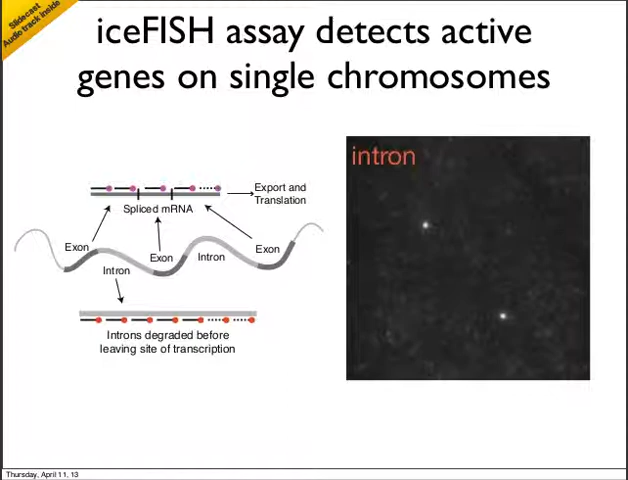 Slidecast
Audio track inside
iceFISH assay detects active
genes on single chromosomes
intron
Export and
Translation
Spliced mRNA
Exon
Exon
Exon
Intron
Intron
Introns degraded before
leaving site of transcription
Thursday, April 11, 13